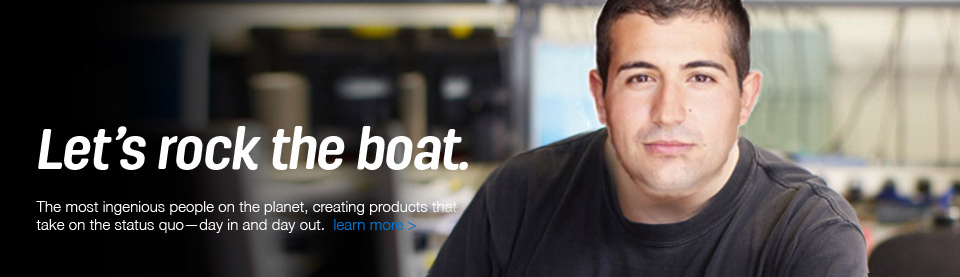 Let's rock the boat.
The most ingenious people on the planet, creating products that
take on the status quo—day in and day out. learn more >